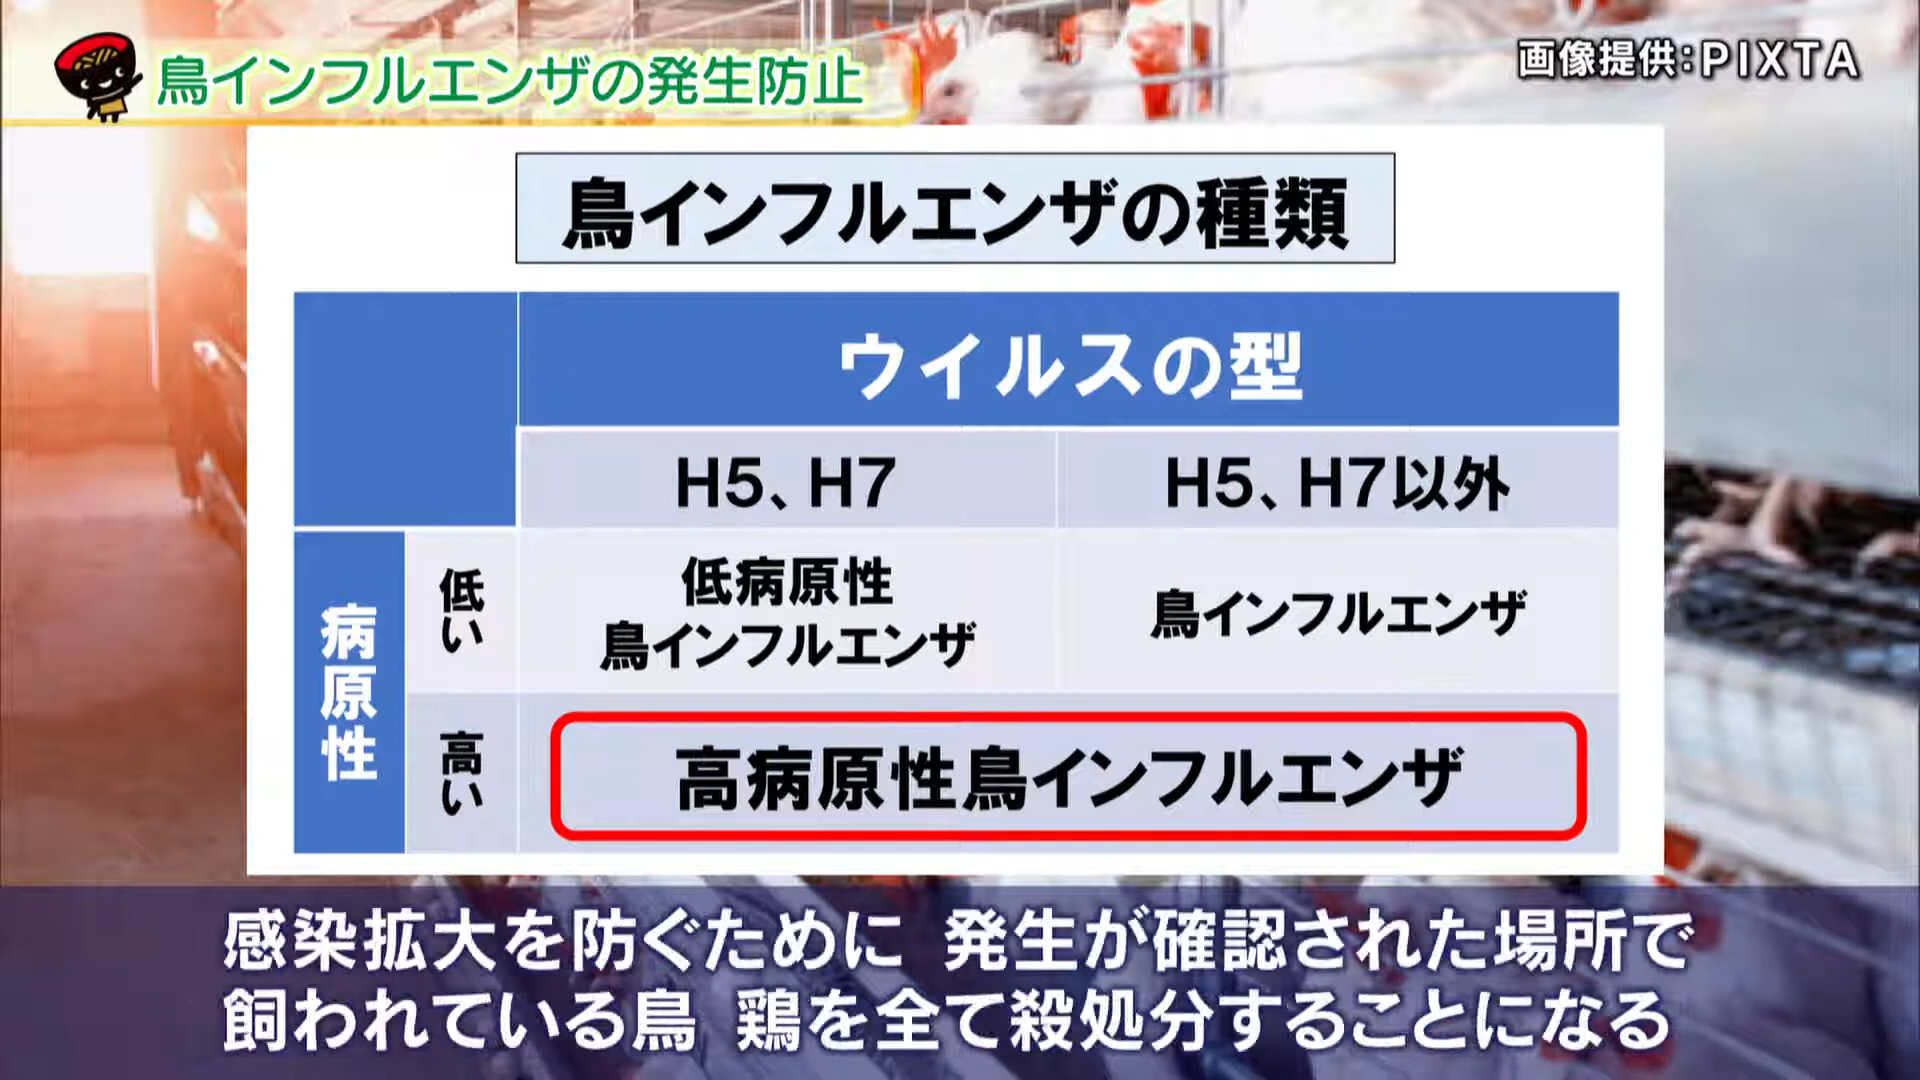 鳥インフルエンザの発生防止
画像提供:PIXTA
鳥インフルエンザの種類
ウイルスの型
H5、H7
H5、H7以外
病原性
低い
低病原性
鳥インフルエンザ
鳥インフルエンザ
高い
高病原性鳥インフルエンザ
感染拡大を防ぐために 発生が確認された場所で
飼われている鳥 鶏を全て殺処分することになる